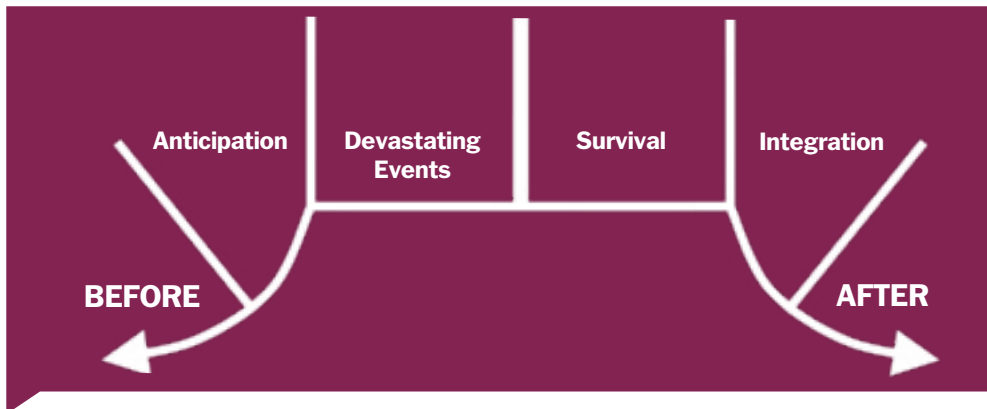 Anticipation
Devastating
Events
Survival
Integration
BEFORE
AFTER